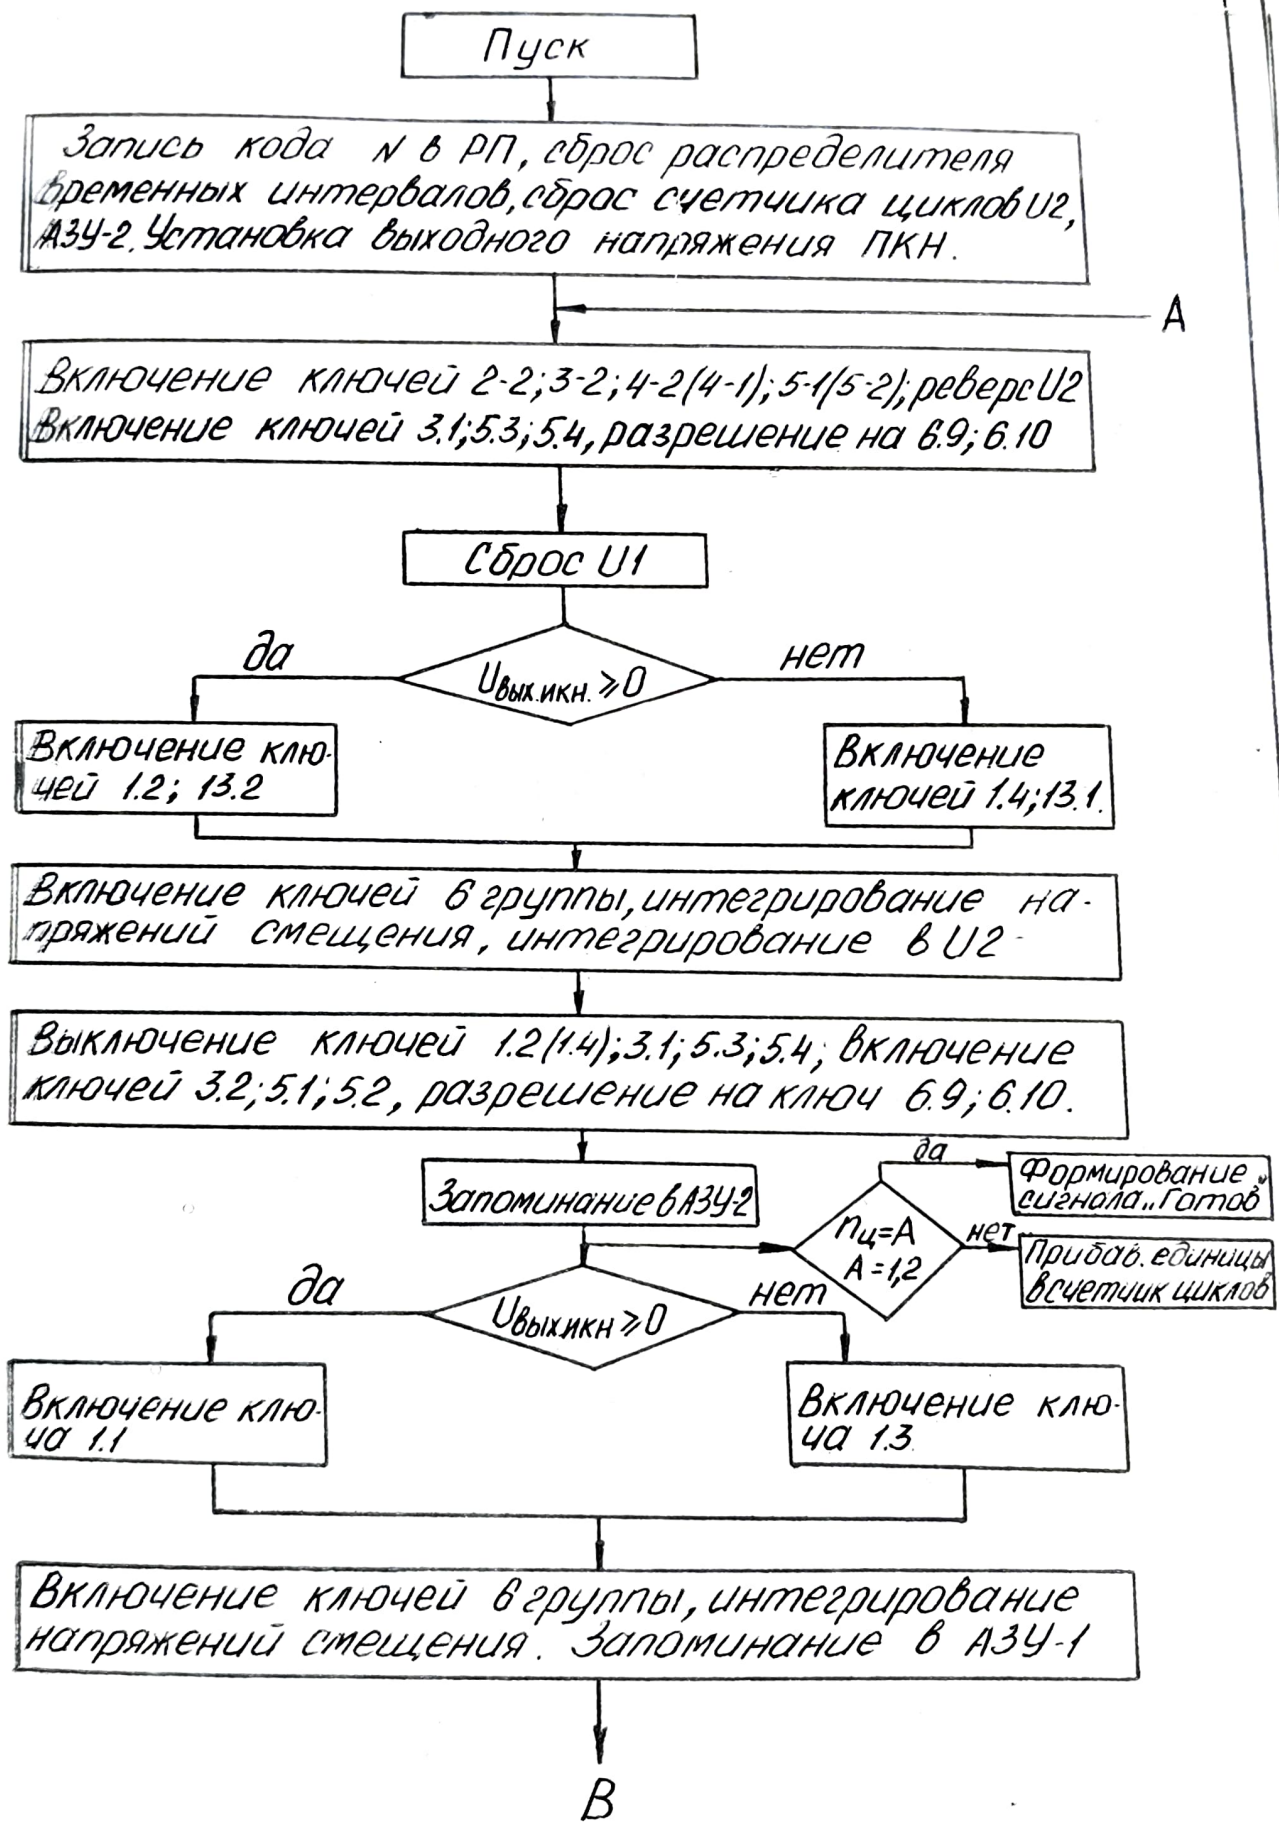 Пуск
Запись кода N в РП, сброс распределителя
временных интервалов, сброс счетчика циклов U2,
АЗУ-2. Установка выходного напряжения ПКН.
А
Включение ключей 2-2; 3-2; 4-2(4-1); 5-1(5-2); реверс U2
Включение ключей 3.1; 5.3; 5.4, разрешение на 6.9; 6.10
Сброс U1
да
нет
Uвых.икн. ≥ 0
Включение клю-
чей 1.2; 13.2
Включение
ключей 1.4; 13.1.
Включение ключей 6 группы, интегрирование на-
пряжений смещения, интегрирование в U2
Выключение ключей 1.2(1.4); 3.1; 5.3; 5.4; включение
ключей 3.2; 5.1; 5.2, разрешение на ключ 6.9; 6.10.
да
Запоминание в АЗУ-2
nц=А
А=1,2
Формирование
сигнала „Готов"
нет
Прибав. единицы
в счетчик циклов
да
нет
Uвых.икн ≥ 0
Включение клю-
ча 1.1
Включение клю-
ча 1.3
Включение ключей 6 группы, интегрирование
напряжений смещения. Запоминание в АЗУ-1
В